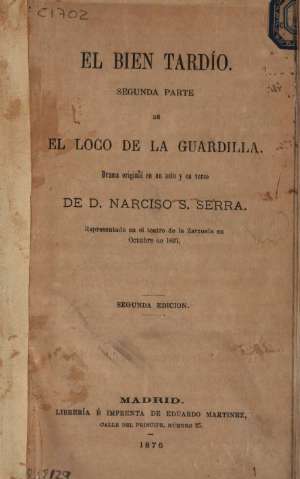 C1702
EL BIEN TARDÍO.
SEGUNDA PARTE
DE
EL LOCO DE LA GUARDILLA.
Drama original en un acto y en verso
DE D. NARCISO S. SERRA.
Representado en el teatro de la Zarzuela en
Octubre de 1867.
SEGUNDA EDICION.
MADRID.
LIBRERÍA É IMPRENTA DE EDUARDO MARTINEZ,
CALLE DEL PRINCIPE, NÚMERO 25.
1876